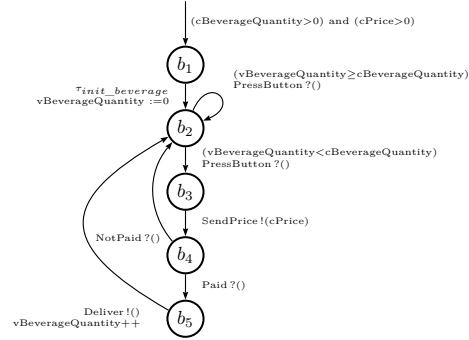 (cBeverageQuantity>0) and (cPrice>0)
b1
τinit_beverage
vBeverageQuantity :=0
(vBeverageQuantity≥cBeverageQuantity)
PressButton ?()
b2
(vBeverageQuantity<cBeverageQuantity)
PressButton ?()
b3
SendPrice !(cPrice)
NotPaid ?()
b4
Paid ?()
Deliver !()
vBeverageQuantity++
b5